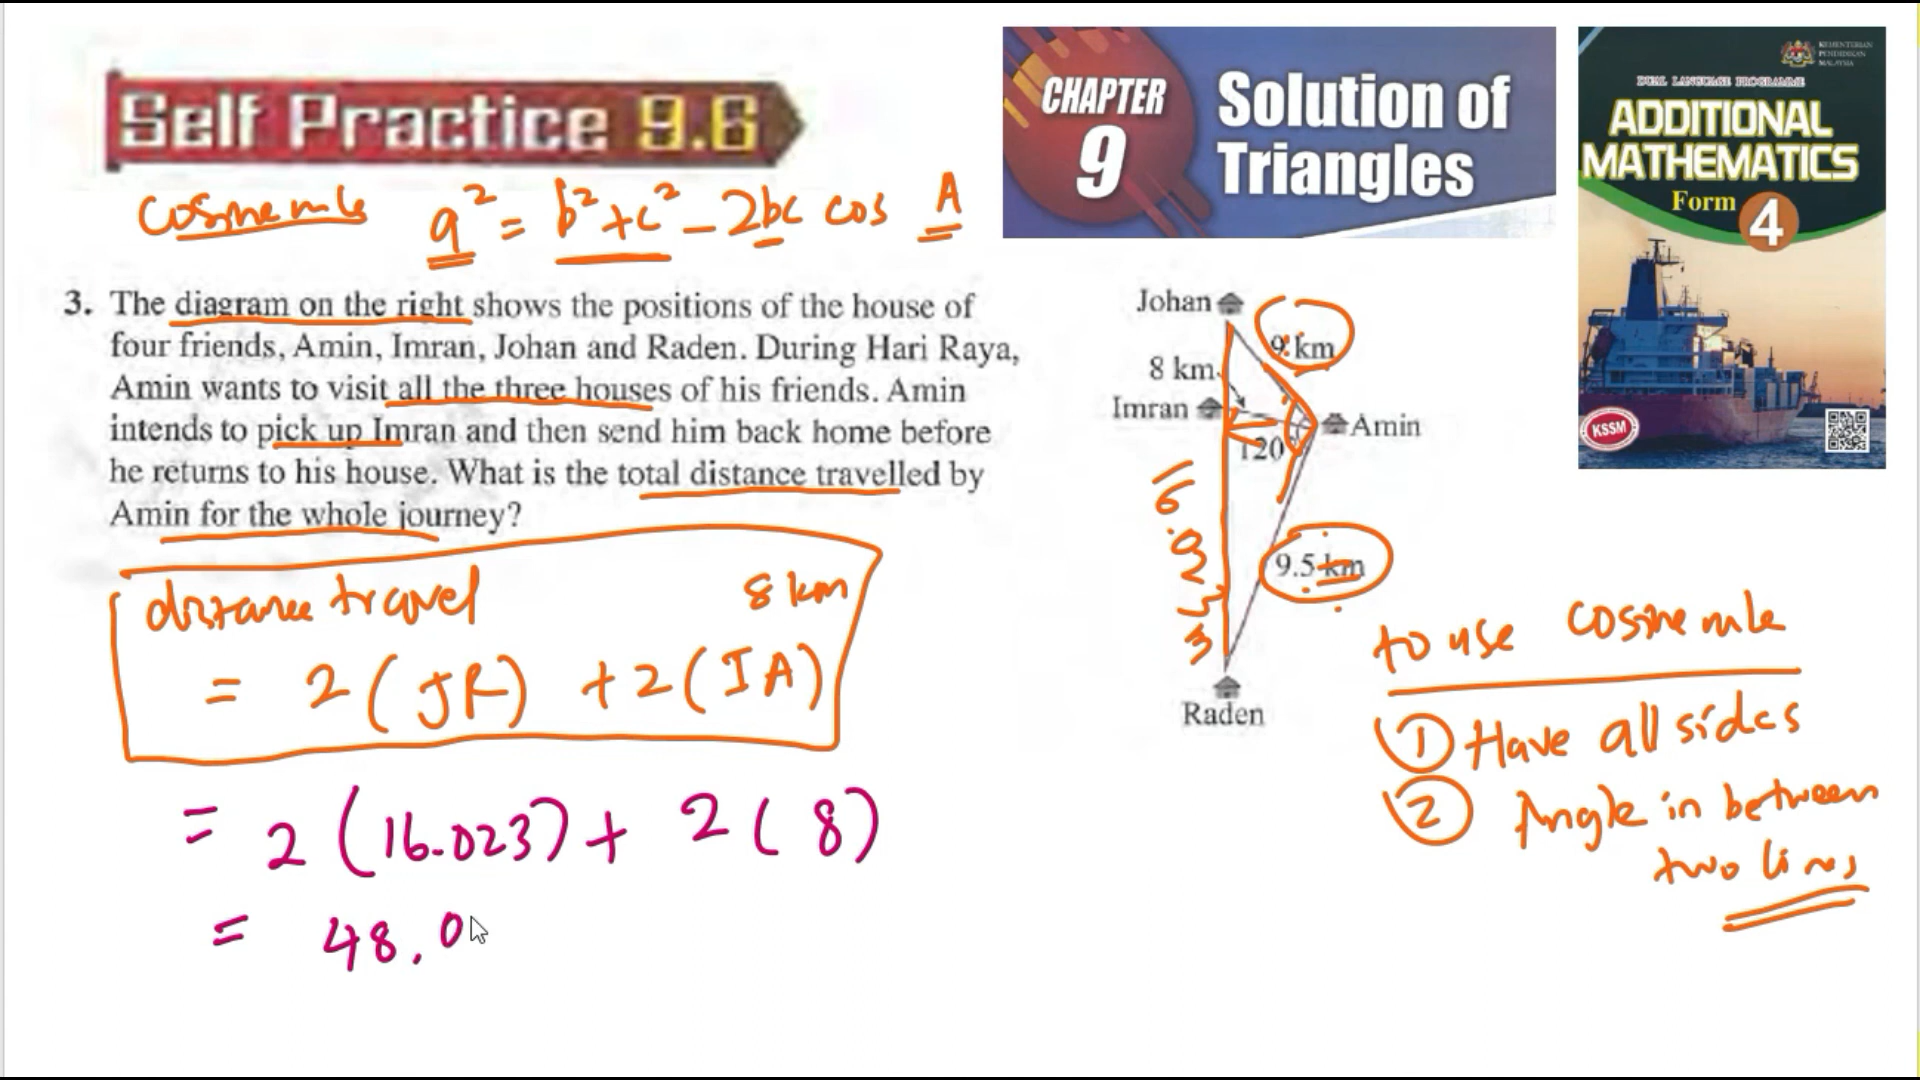 Self Practice 9.6
CHAPTER
9
Solution of
Triangles
KEMENTERIAN
PENDIDIKAN
MALAYSIA
DUAL LANGUAGE PROGRAMME
ADDITIONAL
MATHEMATICS
Form 4
KSSM
cosine rule a² = b² + c² - 2bc cos A
3. The diagram on the right shows the positions of the house of
four friends, Amin, Imran, Johan and Raden. During Hari Raya,
Amin wants to visit all the three houses of his friends. Amin
intends to pick up Imran and then send him back home before
he returns to his house. What is the total distance travelled by
Amin for the whole journey?
Johan
9 km
8 km
Imran
Amin
120
16.023
9.5 km
Raden
distance travel 8 km
= 2 (JR) + 2 (IA)
= 2 (16.023) + 2 (8)
= 48.0
to use cosine rule
1 Have all sides
2 Angle in between
two lines